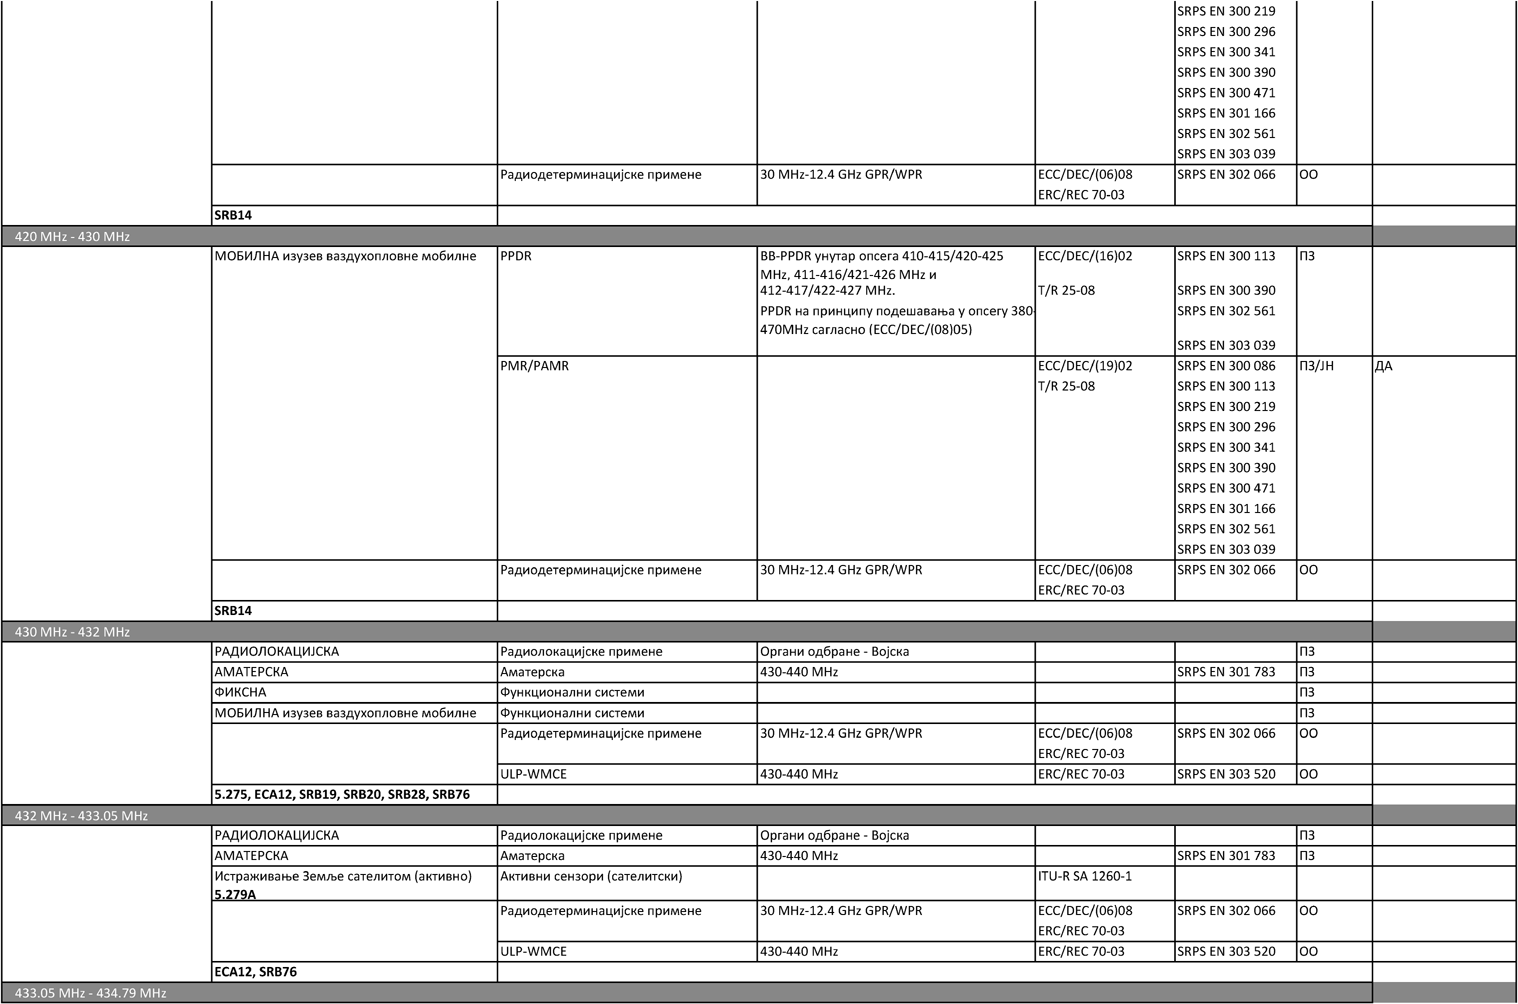 SRPS EN 300 219
SRPS EN 300 296
SRPS EN 300 341
SRPS EN 300 390
SRPS EN 300 471
SRPS EN 301 166
SRPS EN 302 561
SRPS EN 303 039
Радиодетерминацијске примене 30 MHz-12.4 GHz GPR/WPR ECC/DEC/(06)08 SRPS EN 302 066 ОО
ERC/REC 70-03
SRB14
420 MHz - 430 MHz
МОБИЛНА изузев ваздухопловне мобилне PPDR BB-PPDR унутар опсега 410-415/420-425 ECC/DEC/(16)02 SRPS EN 300 113 ПЗ
MHz, 411-416/421-426 MHz и
412-417/422-427 MHz. T/R 25-08 SRPS EN 300 390
PPDR на принципу подешавања у опсегу 380- SRPS EN 302 561
470MHz сагласно (ECC/DEC/(08)05)
SRPS EN 303 039
PMR/PAMR ECC/DEC/(19)02 SRPS EN 300 086 ПЗ/ЈН ДА
T/R 25-08 SRPS EN 300 113
SRPS EN 300 219
SRPS EN 300 296
SRPS EN 300 341
SRPS EN 300 390
SRPS EN 300 471
SRPS EN 301 166
SRPS EN 302 561
SRPS EN 303 039
Радиодетерминацијске примене 30 MHz-12.4 GHz GPR/WPR ECC/DEC/(06)08 SRPS EN 302 066 ОО
ERC/REC 70-03
SRB14
430 MHz - 432 MHz
РАДИОЛОКАЦИЈСКА Радиолокацијске примене Органи одбране - Војска ПЗ
АМАТЕРСКА Аматерска 430-440 MHz SRPS EN 301 783 ПЗ
ФИКСНА Функционални системи ПЗ
МОБИЛНА изузев ваздухопловне мобилне Функционални системи ПЗ
Радиодетерминацијске примене 30 MHz-12.4 GHz GPR/WPR ECC/DEC/(06)08 SRPS EN 302 066 ОО
ERC/REC 70-03
ULP-WMCE 430-440 MHz ERC/REC 70-03 SRPS EN 303 520 ОО
5.275, ECA12, SRB19, SRB20, SRB28, SRB76
432 MHz - 433.05 MHz
РАДИОЛОКАЦИЈСКА Радиолокацијске примене Органи одбране - Војска ПЗ
АМАТЕРСКА Аматерска 430-440 MHz SRPS EN 301 783 ПЗ
Истраживање Земље сателитом (активно) Активни сензори (сателитски) ITU-R SA 1260-1
5.279A
Радиодетерминацијске примене 30 MHz-12.4 GHz GPR/WPR ECC/DEC/(06)08 SRPS EN 302 066 ОО
ERC/REC 70-03
ULP-WMCE 430-440 MHz ERC/REC 70-03 SRPS EN 303 520 ОО
ECA12, SRB76
433.05 MHz - 434.79 MHz